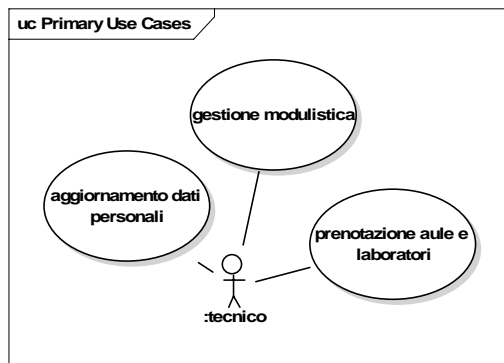 uc Primary Use Cases
gestione modulistica
aggiornamento dati
personali
prenotazione aule e
laboratori
:tecnico